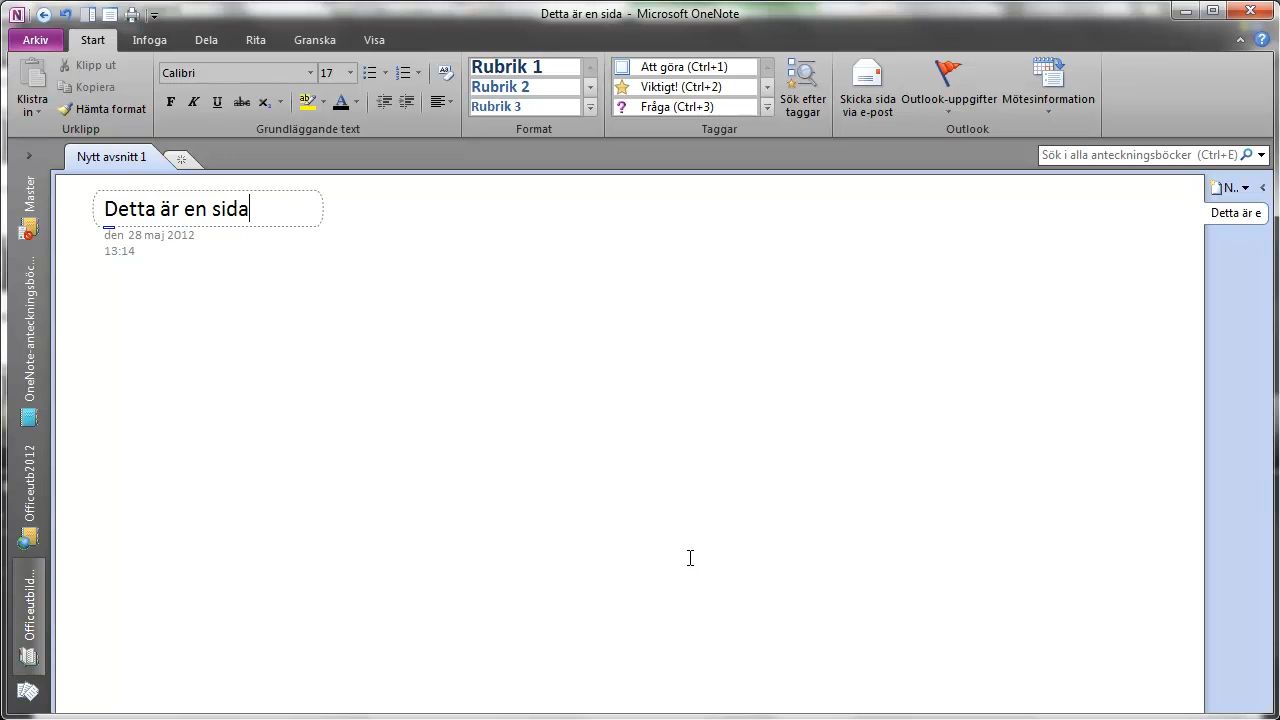 Detta är en sida - Microsoft OneNote
Arkiv Start Infoga Dela Rita Granska Visa
Klistra
in
Klipp ut
Kopiera
Hämta format
Urklipp
Calibri 17
F K U abc x₂ A
Grundläggande text
Rubrik 1
Rubrik 2
Rubrik 3
Format
Att göra (Ctrl+1)
Viktigt! (Ctrl+2)
Fråga (Ctrl+3)
Sök efter
taggar
Taggar
Skicka sida
via e-post
Outlook-uppgifter
Mötesinformation
Outlook
Nytt avsnitt 1
Sök i alla anteckningsböcker (Ctrl+E)
Master
OneNote-anteckningsböc...
Officeutb2012
Officeutbild...
Detta är en sida
den 28 maj 2012
13:14
N..
Detta är e